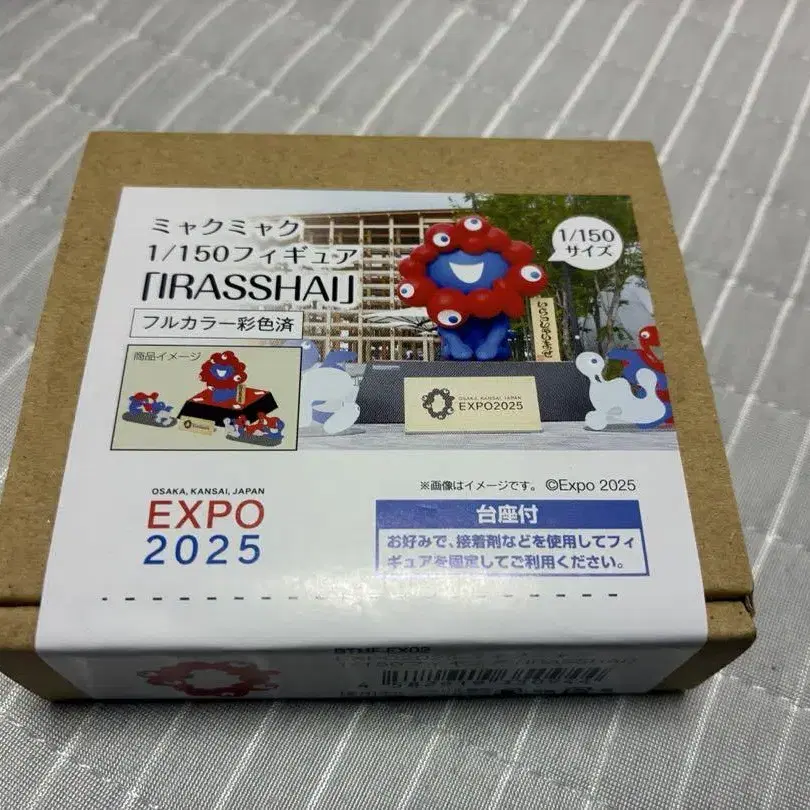 ミャクミャク
1/150フィギュア
「IRASSHAI」
フルカラー彩色済
1/150
サイズ
商品イメージ
OSAKA, KANSAI, JAPAN
EXPO2025
※画像はイメージです。 ©Expo 2025
OSAKA, KANSAI, JAPAN
EXPO
2025
台座付
お好みで、接着剤などを使用してフィ
ギュアを固定してご利用ください。